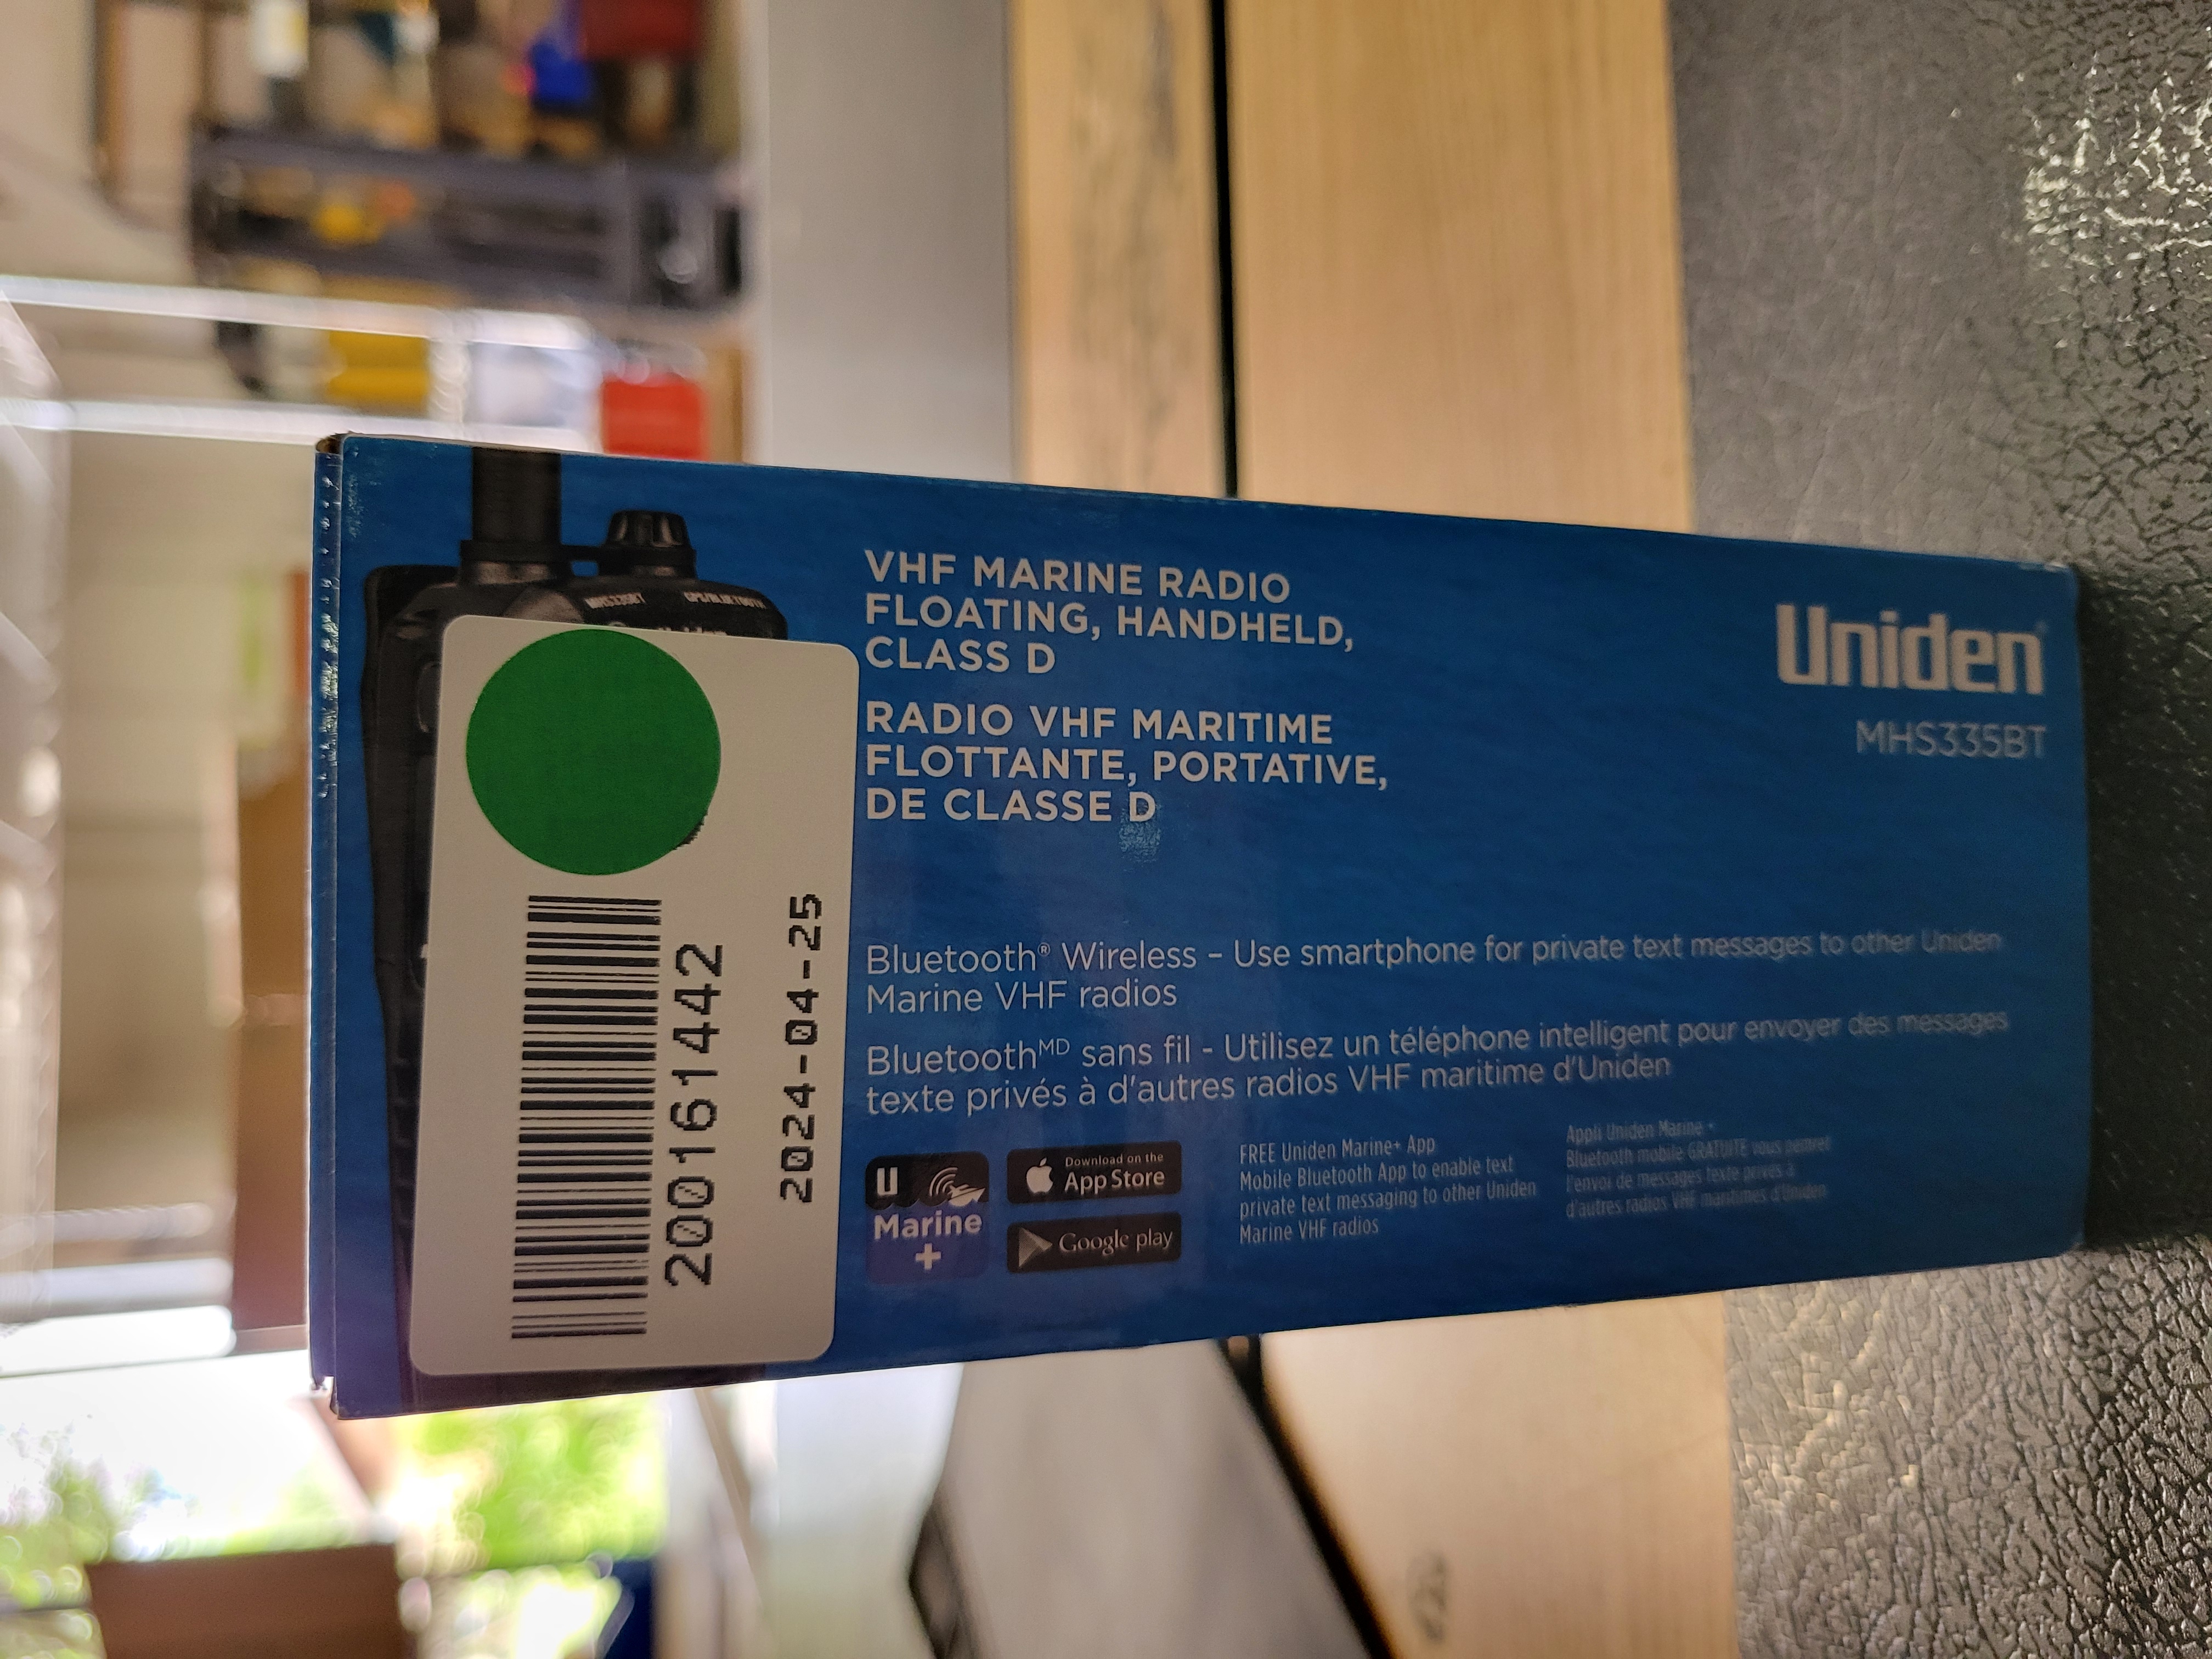 VHF MARINE RADIO
FLOATING, HANDHELD,
CLASS D
RADIO VHF MARITIME
FLOTTANTE, PORTATIVE,
DE CLASSE D
Uniden®
MHS335BT
MHS335BT
GPS/BLUETOOTH
200161442
2024-04-25
Bluetooth® Wireless – Use smartphone for private text messages to other Uniden
Marine VHF radios
Bluetooth MD sans fil - Utilisez un téléphone intelligent pour envoyer des messages
texte privés à d'autres radios VHF maritime d'Uniden
U
Marine
+
Download on the
App Store
Google play
FREE Uniden Marine+ App
Mobile Bluetooth App to enable text
private text messaging to other Uniden
Marine VHF radios
Appli Uniden Marine +
Bluetooth mobile GRATUITE vous permet
l'envoi de messages texte privés à
d'autres radios VHF maritimes d'Uniden